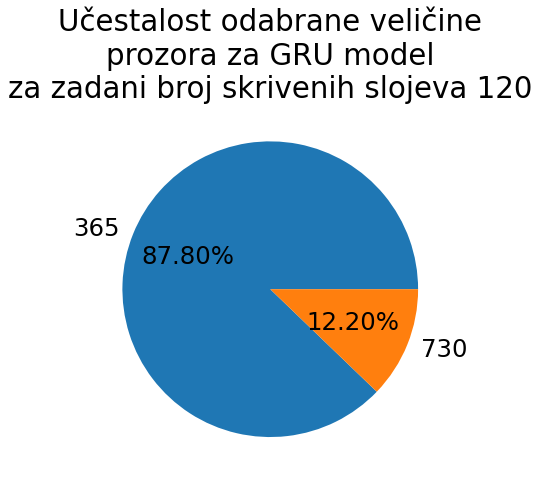 Učestalost odabrane veličine
prozora za GRU model
za zadani broj skrivenih slojeva 120
365
87.80%
12.20%
730